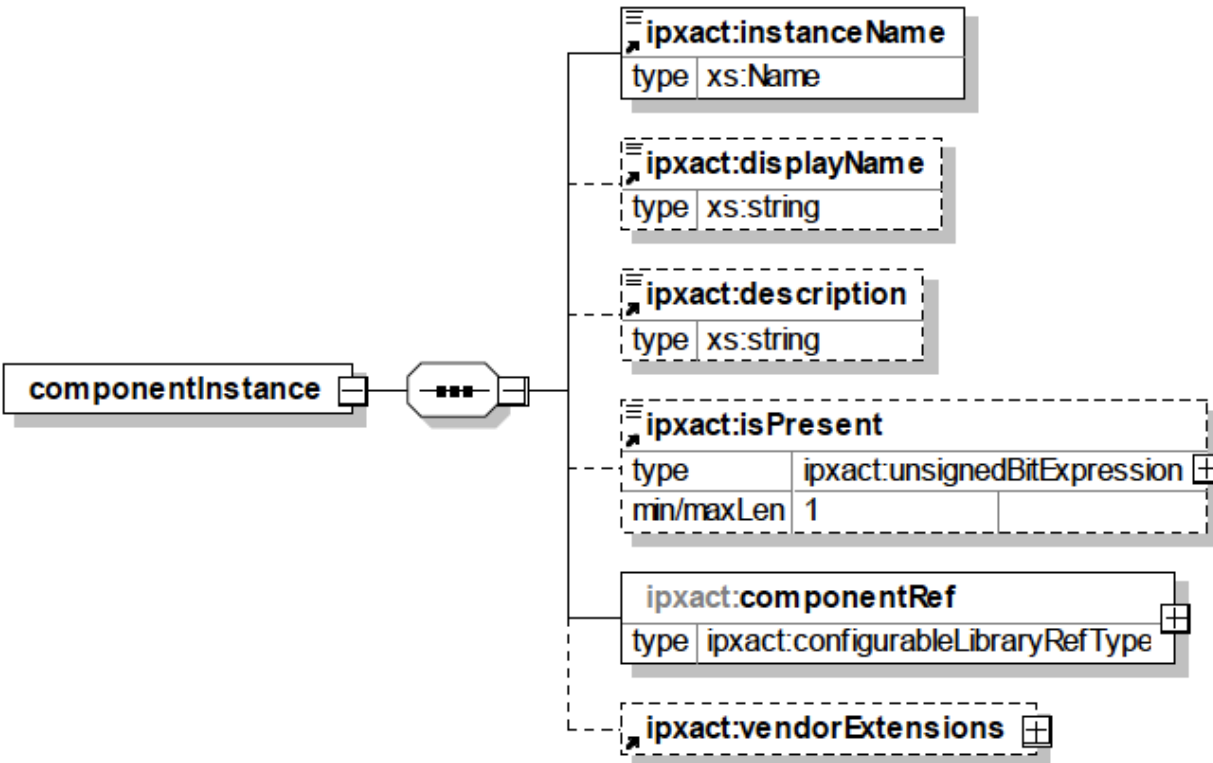 ipxact:instanceName
type xs:Name
ipxact:displayName
type xs:string
ipxact:description
type xs:string
componentInstance
ipxact:isPresent
type ipxact:unsignedBitExpression
min/maxLen 1
ipxact:componentRef
type ipxact:configurableLibraryRefType
ipxact:vendorExtensions